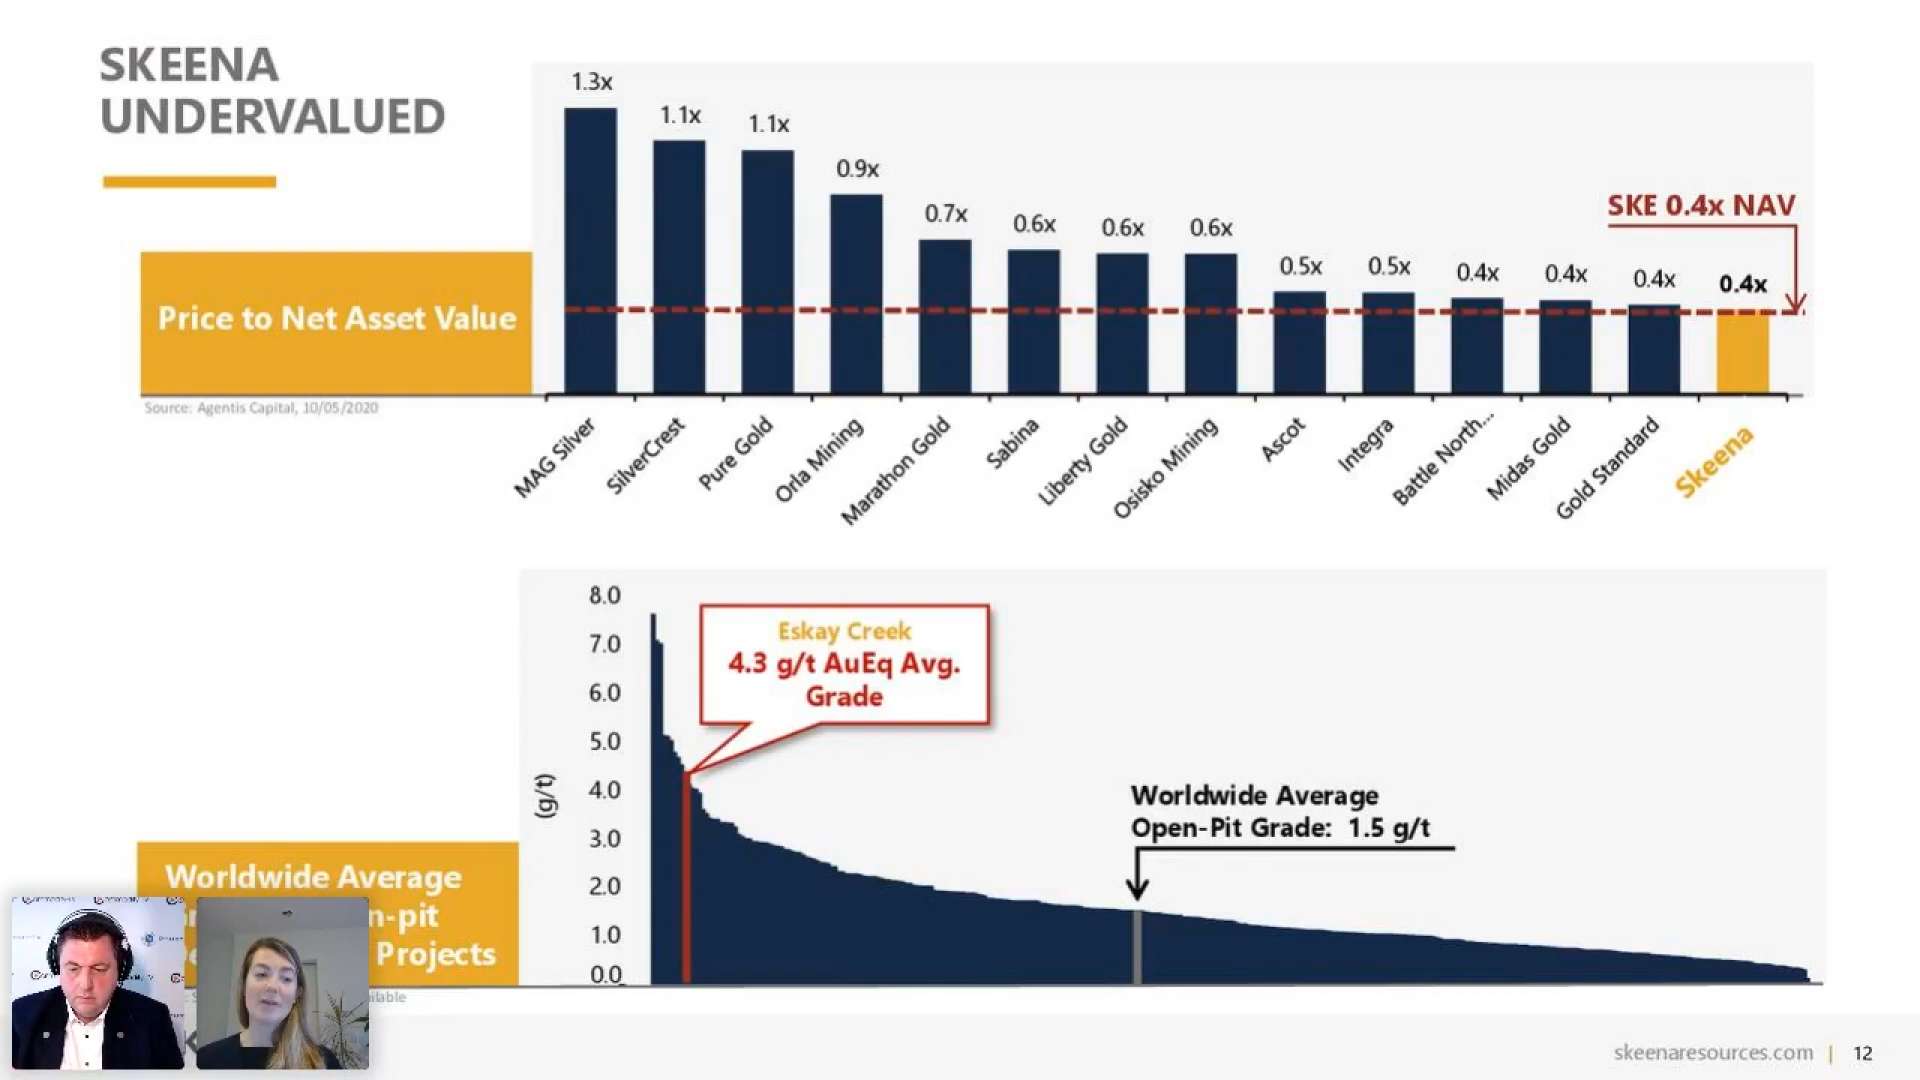 SKEENA
UNDERVALUED
1.3x
1.1x
1.1x
0.9x
0.7x
0.6x
0.6x
0.6x
0.5x
0.5x
0.4x
0.4x
0.4x
0.4x
SKE 0.4x NAV
Price to Net Asset Value
Source: Agentis Capital, 10/05/2020
MAG Silver
SilverCrest
Pure Gold
Orla Mining
Marathon Gold
Sabina
Liberty Gold
Osisko Mining
Ascot
Integra
Battle North...
Midas Gold
Gold Standard
Skeena
8.0
7.0
6.0
5.0
4.0
3.0
2.0
1.0
0.0
(g/t)
Eskay Creek
4.3 g/t AuEq Avg.
Grade
Worldwide Average
Open-Pit Grade: 1.5 g/t
Worldwide Average
Projects
skeenaresources.com | 12